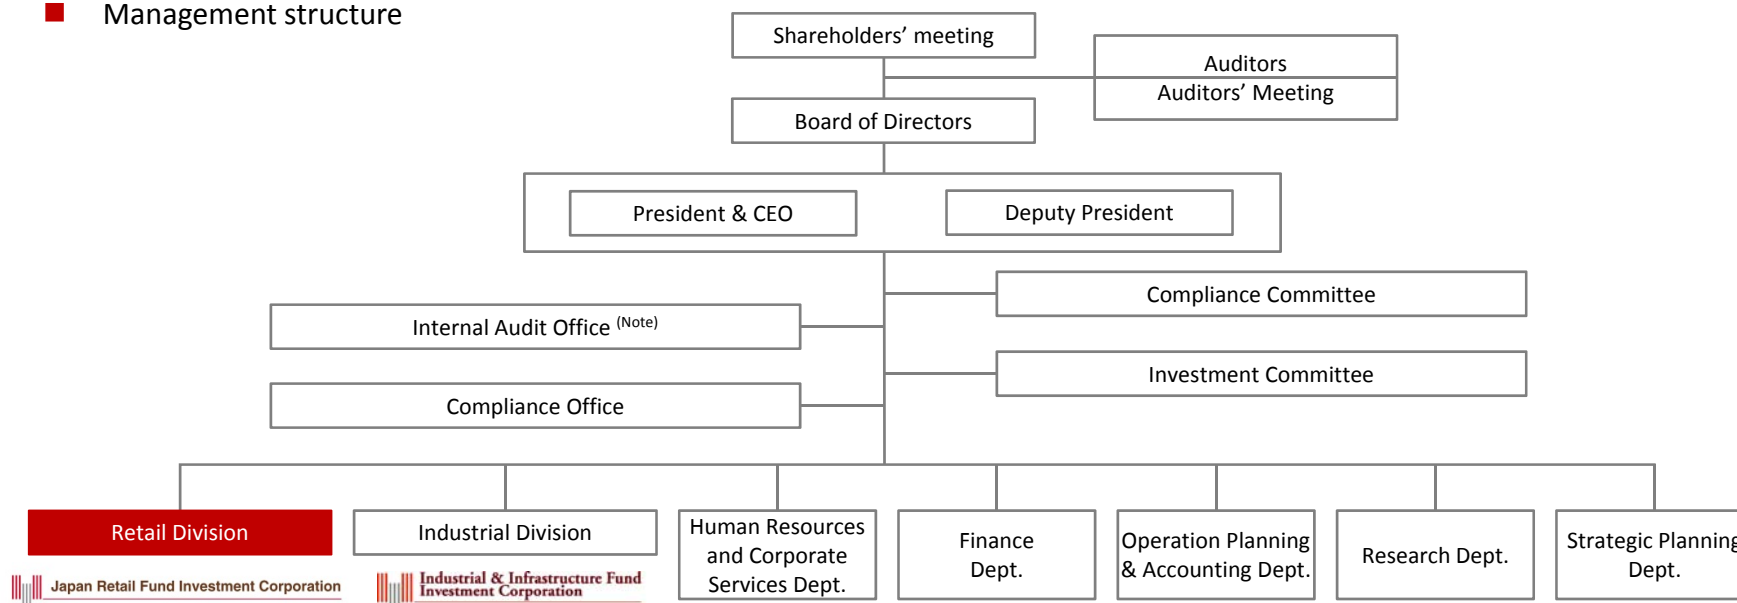 Management structure
Shareholders’ meeting
Auditors
Auditors’ Meeting
Board of Directors
President & CEO
Deputy President
Compliance Committee
Internal Audit Office (Note)
Investment Committee
Compliance Office
Retail Division
Industrial Division
Human Resources
and Corporate
Services Dept.
Finance
Dept.
Operation Planning
& Accounting Dept.
Research Dept.
Strategic Planning
Dept.
Japan Retail Fund Investment Corporation
Industrial & Infrastructure Fund
Investment Corporation